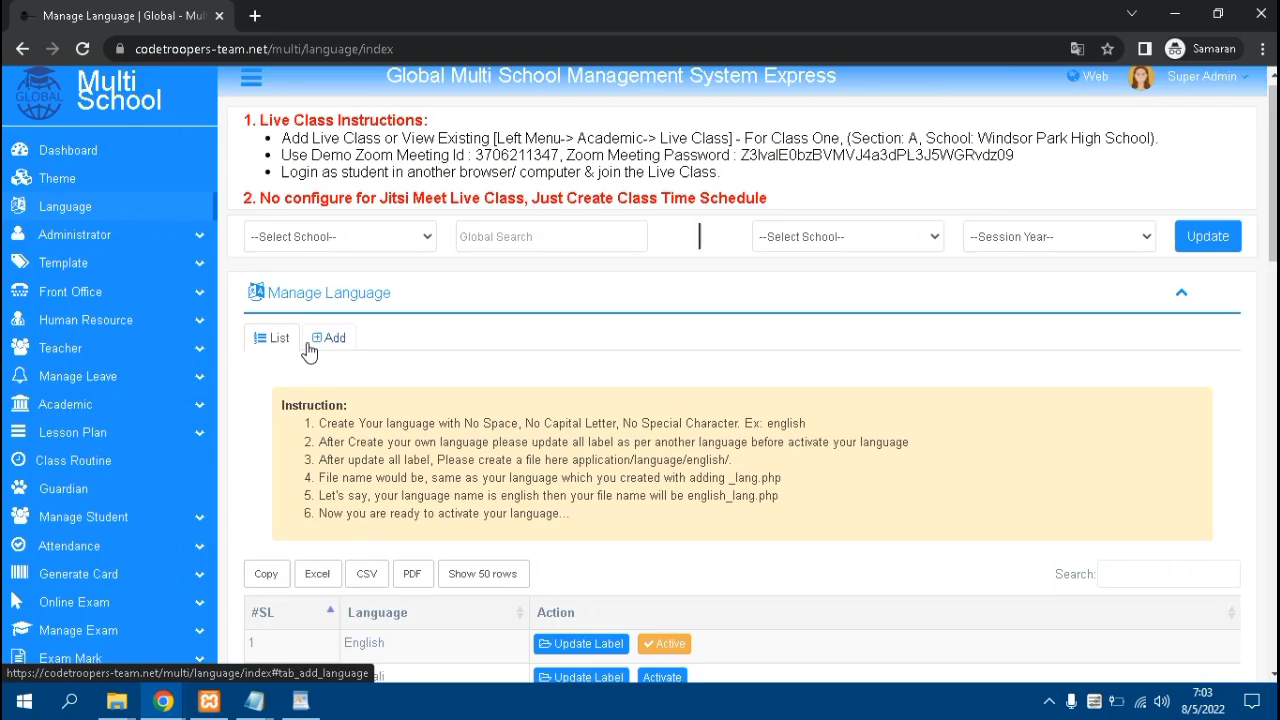 Manage Language | Global - Mult
codetroopers-team.net/multi/language/index
Samaran
GLOBAL
Multi
School
Global Multi School Management System Express
Web
Super Admin
1. Live Class Instructions:
Add Live Class or View Existing [Left Menu-> Academic-> Live Class] - For Class One, (Section: A, School: Windsor Park High School).
Use Demo Zoom Meeting Id : 3706211347, Zoom Meeting Password : Z3lvalE0bzBVMVJ4a3dPL3J5WGRvdz09
Login as student in another browser/ computer & join the Live Class.
2. No configure for Jitsi Meet Live Class, Just Create Class Time Schedule
--Select School--
Global Search
--Select School--
--Session Year--
Update
Dashboard
Theme
Language
Administrator
Template
Front Office
Human Resource
Teacher
Manage Leave
Academic
Lesson Plan
Class Routine
Guardian
Manage Student
Attendance
Generate Card
Online Exam
Manage Exam
Exam Mark
Manage Language
List
Add
Instruction:
1. Create Your language with No Space, No Capital Letter, No Special Character. Ex: english
2. After Create your own language please update all label as per another language before activate your language
3. After update all label, Please create a file here application/language/english/.
4. File name would be, same as your language which you created with adding _lang.php
5. Let's say, your language name is english then your file name will be english_lang.php
6. Now you are ready to activate your language...
Copy
Excel
CSV
PDF
Show 50 rows
Search:
#SL
Language
Action
1
English
Update Label
Active
Update Label
Activate
https://codetroopers-team.net/multi/language/index#tab_add_language
7:03
8/5/2022